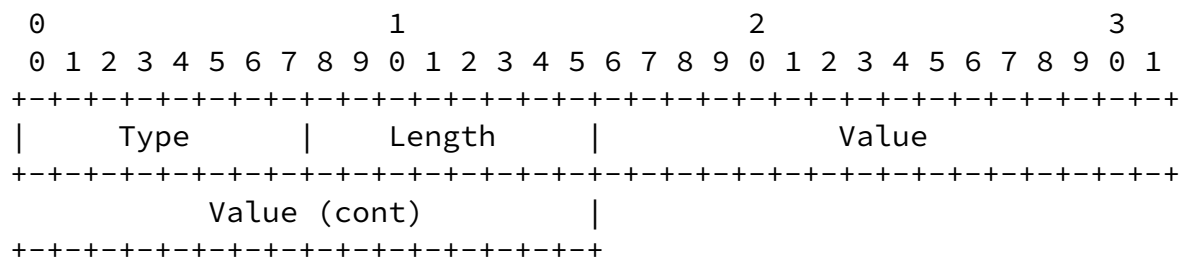 0                   1                   2                   3
 0 1 2 3 4 5 6 7 8 9 0 1 2 3 4 5 6 7 8 9 0 1 2 3 4 5 6 7 8 9 0 1
+-+-+-+-+-+-+-+-+-+-+-+-+-+-+-+-+-+-+-+-+-+-+-+-+-+-+-+-+-+-+-+-+
|     Type      |    Length     |             Value
+-+-+-+-+-+-+-+-+-+-+-+-+-+-+-+-+-+-+-+-+-+-+-+-+-+-+-+-+-+-+-+-+
           Value (cont)         |
+-+-+-+-+-+-+-+-+-+-+-+-+-+-+-+-+